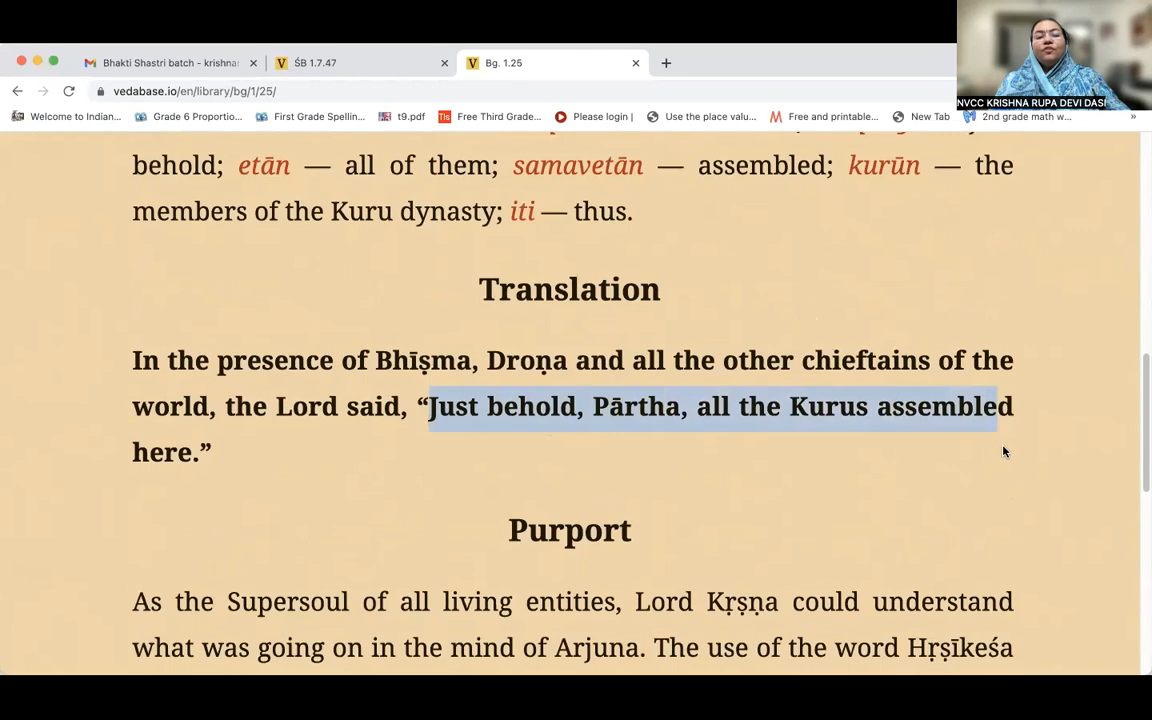 Bhakti Shastri batch – krishna
ŚB 1.7.47
Bg. 1.25
vedabase.io/en/library/bg/1/25/
NVCC KRISHNA RUPA DEVI DASI
Welcome to Indian...
Grade 6 Proportio...
First Grade Spellin...
t9.pdf
Free Third Grade...
Please login |
Use the place valu...
Free and printable...
New Tab
2nd grade math w...
»
behold; etān — all of them; samavetān — assembled; kurūn — the
members of the Kuru dynasty; iti — thus.
Translation
In the presence of Bhīṣma, Droṇa and all the other chieftains of the
world, the Lord said, “Just behold, Pārtha, all the Kurus assembled
here.”
Purport
As the Supersoul of all living entities, Lord Kṛṣṇa could understand
what was going on in the mind of Arjuna. The use of the word Hṛṣīkeśa